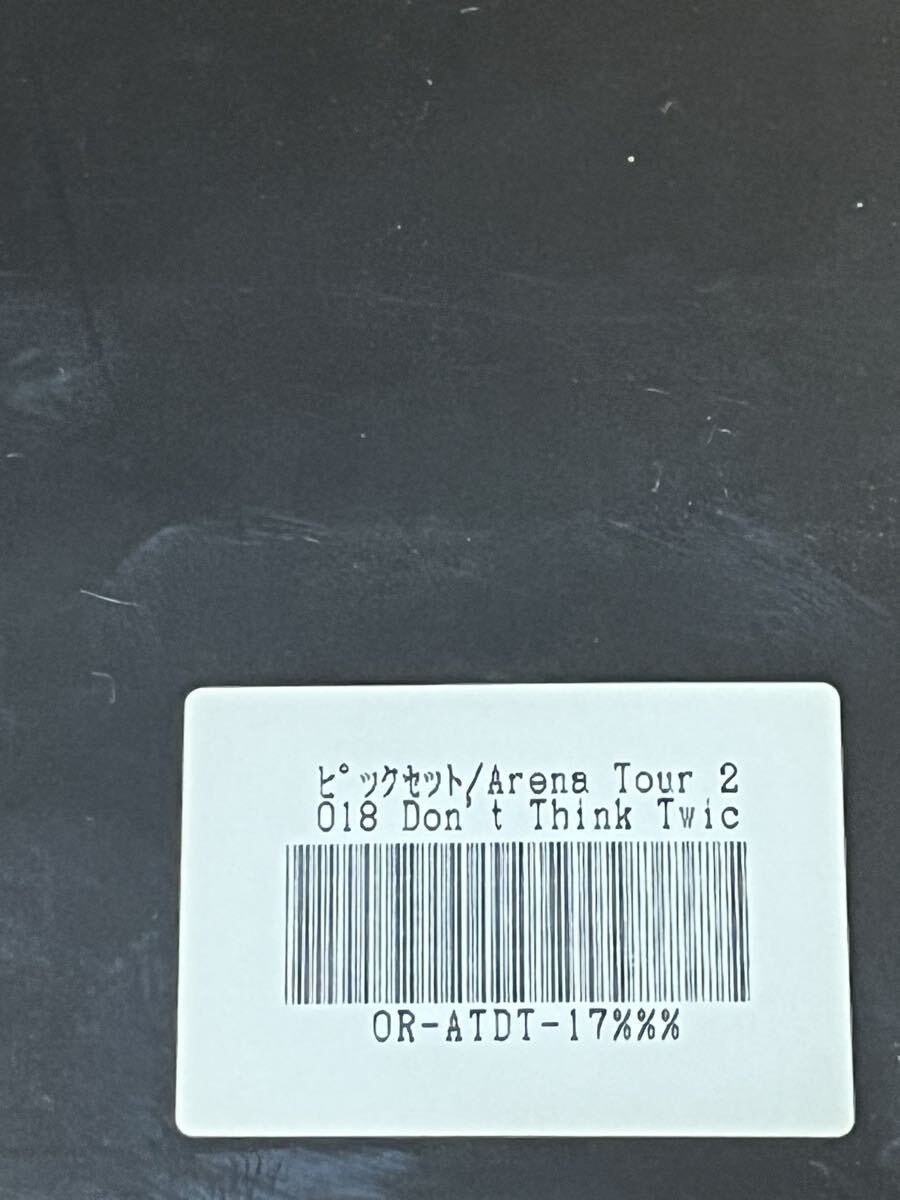 ピックセット/Arena Tour 2
018 Don't Think Twic
OR-ATDT-17%%%